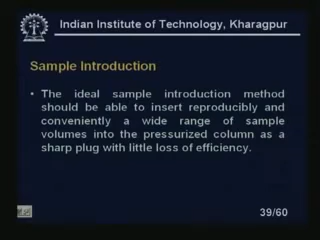 Indian Institute of Technology, Kharagpur
Sample Introduction
• The ideal sample introduction method
should be able to insert reproducibly and
conveniently a wide range of sample
volumes into the pressurized column as a
sharp plug with little loss of efficiency.
39/60